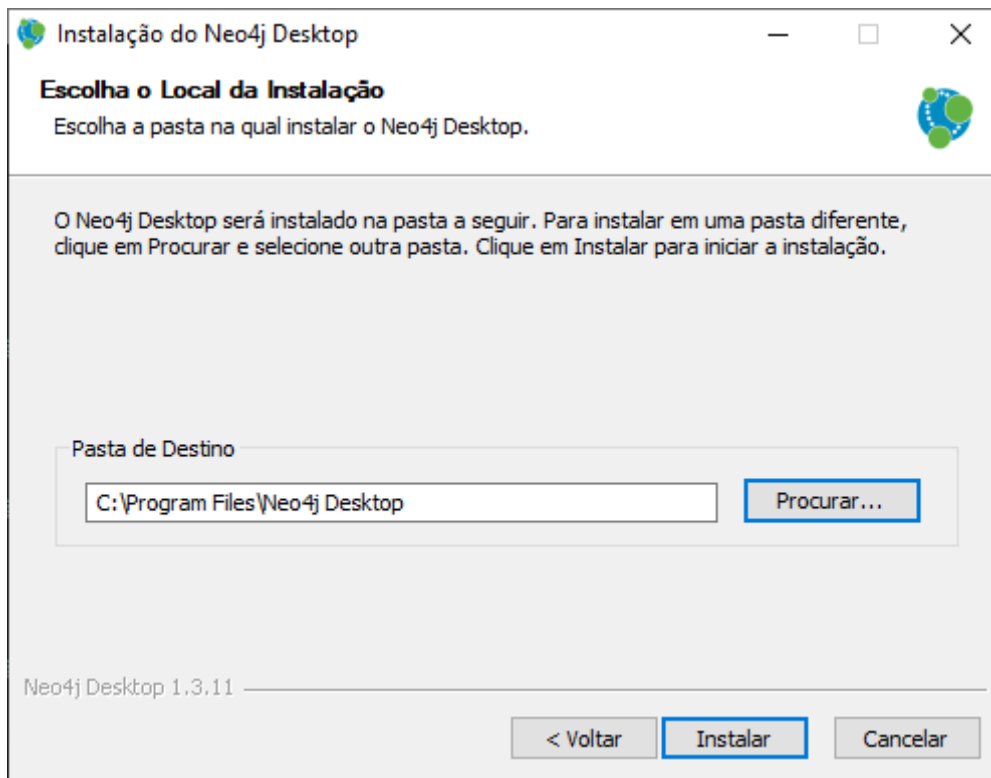 Instalação do Neo4j Desktop
Escolha o Local da Instalação
Escolha a pasta na qual instalar o Neo4j Desktop.
O Neo4j Desktop será instalado na pasta a seguir. Para instalar em uma pasta diferente,
clique em Procurar e selecione outra pasta. Clique em Instalar para iniciar a instalação.
Pasta de Destino
C:\Program Files\Neo4j Desktop
Procurar...
Neo4j Desktop 1.3.11
< Voltar
Instalar
Cancelar